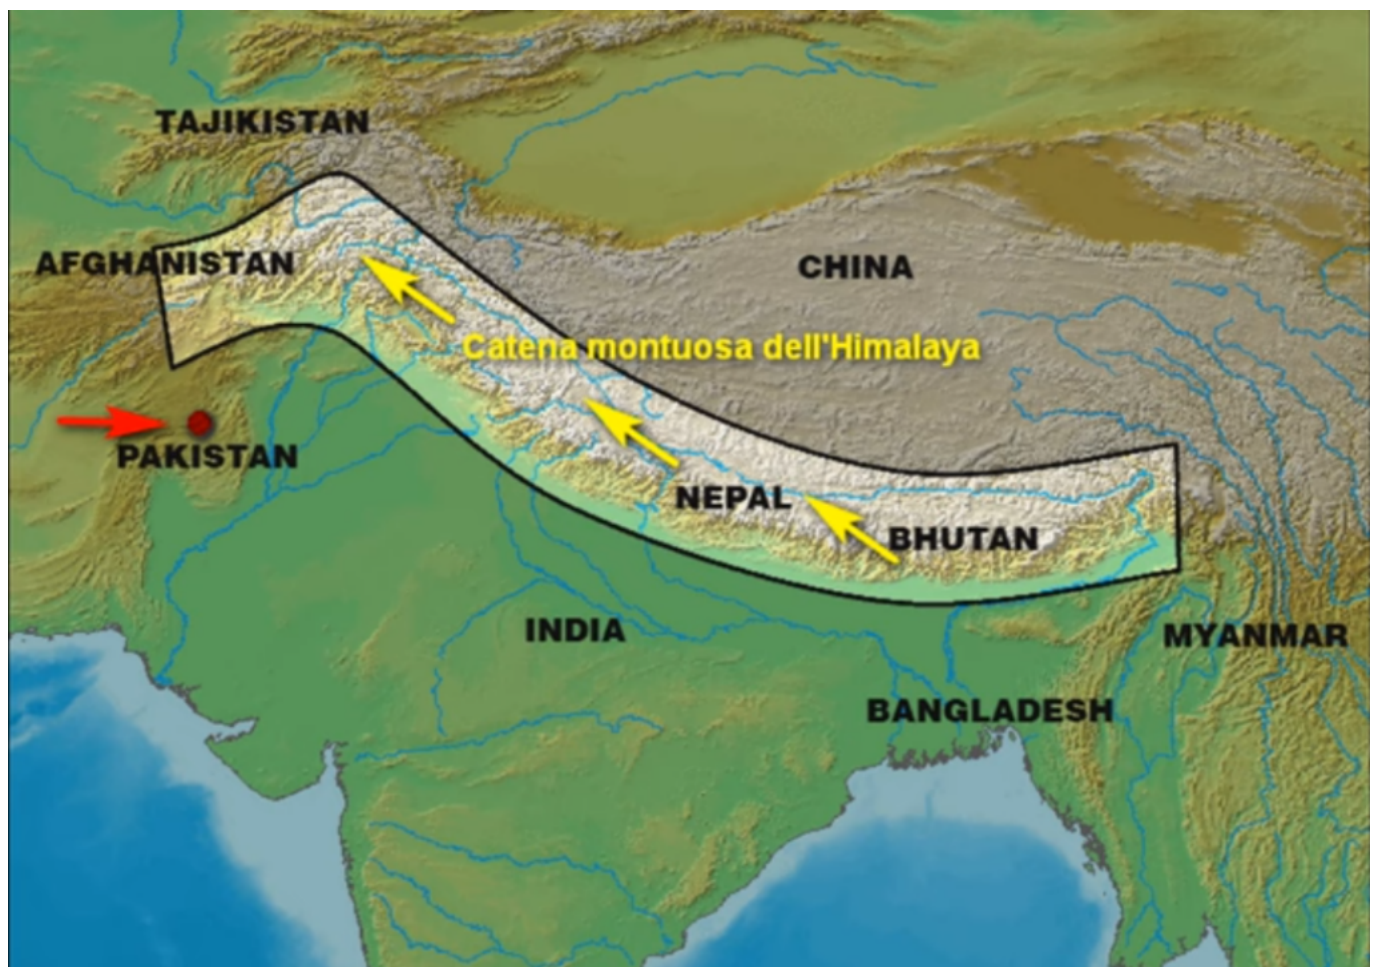 TAJIKISTAN
AFGHANISTAN
CHINA
Catena montuosa dell'Himalaya
PAKISTAN
NEPAL
BHUTAN
INDIA
MYANMAR
BANGLADESH